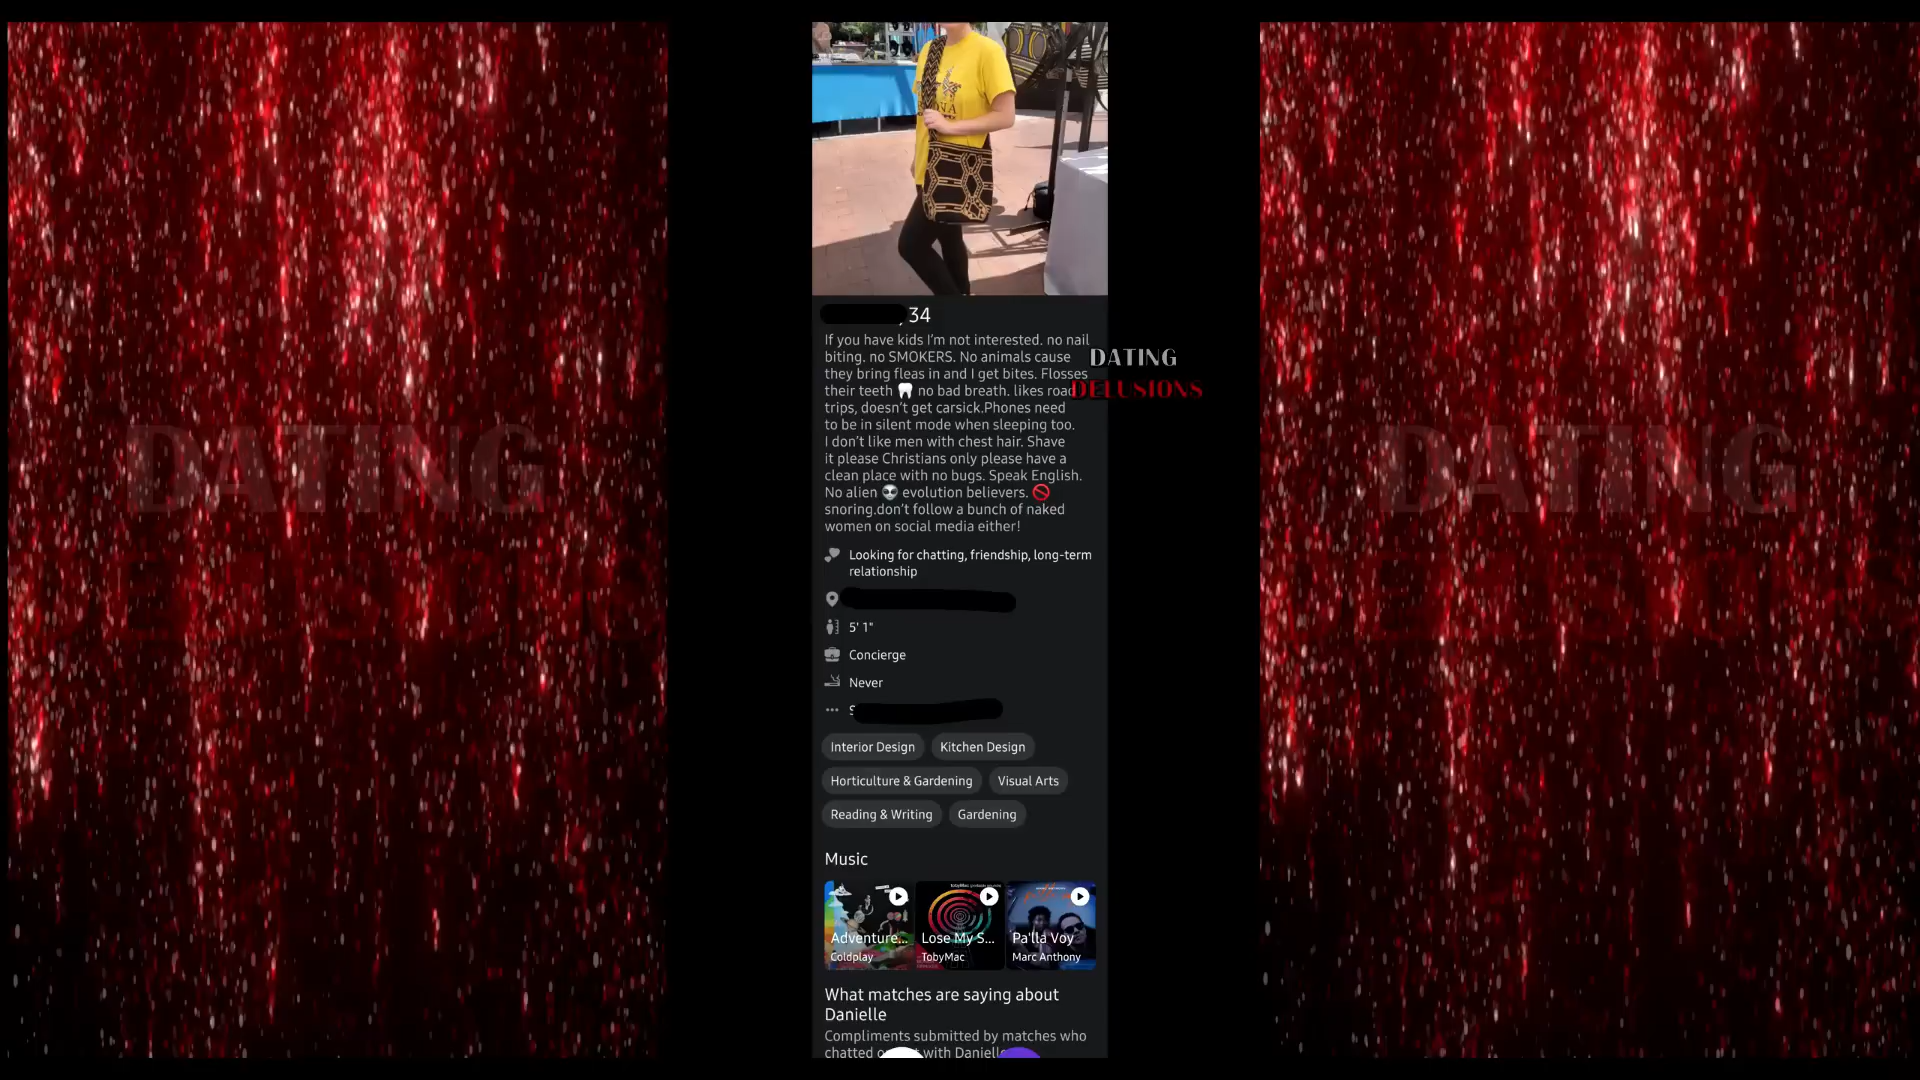 , 34
If you have kids I'm not interested. no nail
biting. no SMOKERS. No animals cause
they bring fleas in and I get bites. Flosses
their teeth 🦷 no bad breath. likes road
trips, doesn't get carsick.Phones need
to be in silent mode when sleeping too.
I don't like men with chest hair. Shave
it please Christians only please have a
clean place with no bugs. Speak English.
No alien 👽 evolution believers. 🚫
snoring.don't follow a bunch of naked
women on social media either!
DATING
DELUSIONS
Looking for chatting, friendship, long-term
relationship
5' 1"
Concierge
Never
S
Interior Design
Kitchen Design
Horticulture & Gardening
Visual Arts
Reading & Writing
Gardening
Music
Adventure...
Coldplay
Lose My S...
TobyMac
Pa'lla Voy
Marc Anthony
What matches are saying about
Danielle
Compliments submitted by matches who
chatted with Danielle
DATING
DATING